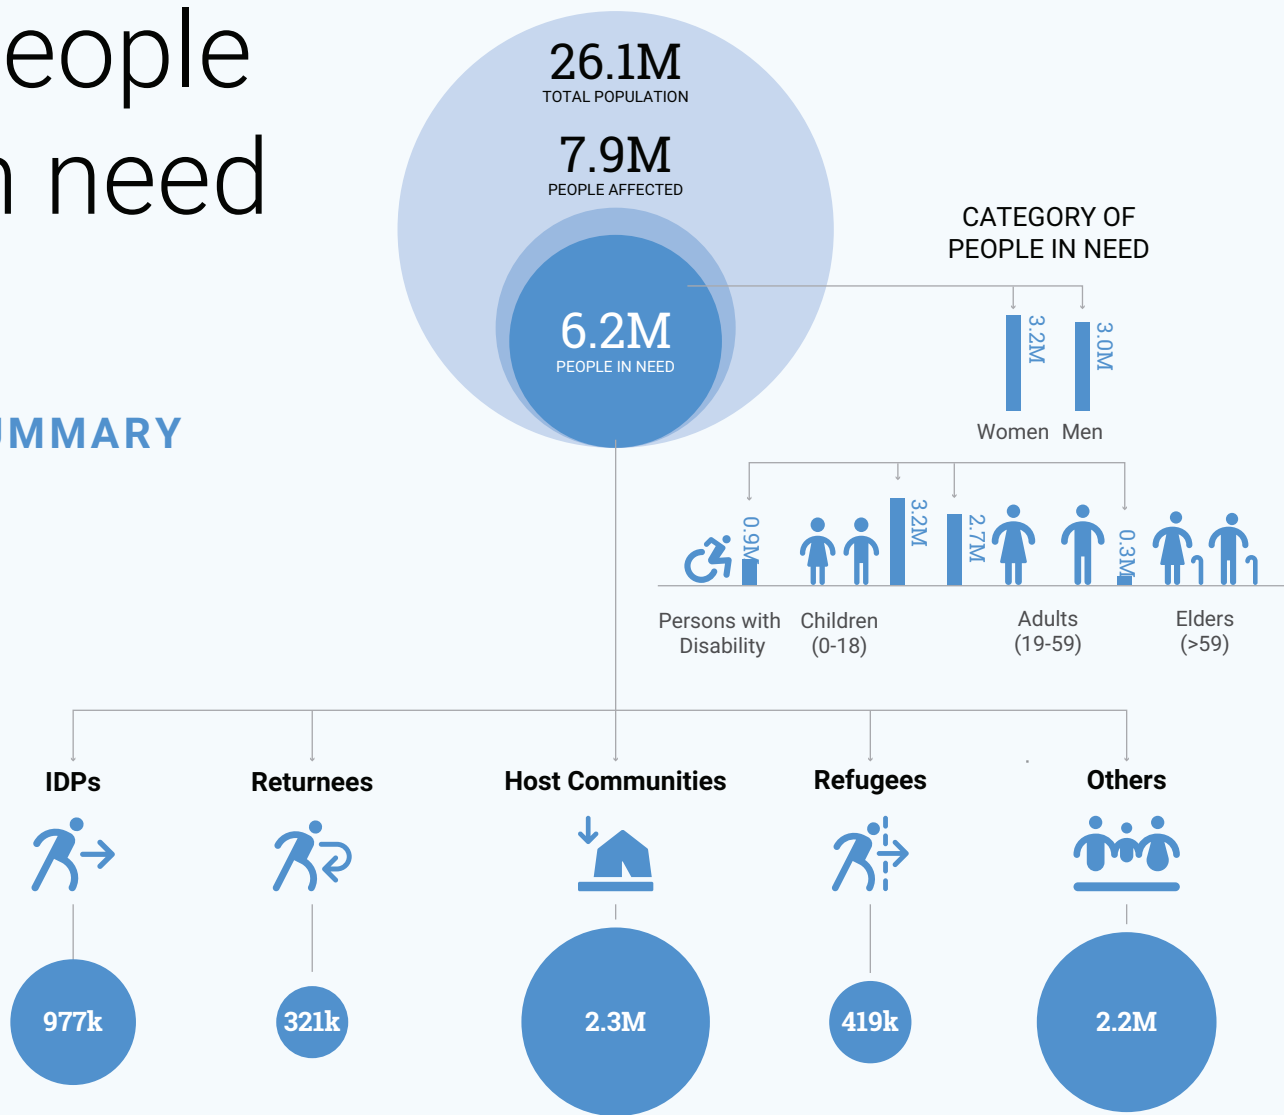 eople
n need
UMMARY
26.1M
TOTAL POPULATION
7.9M
PEOPLE AFFECTED
6.2M
PEOPLE IN NEED
CATEGORY OF
PEOPLE IN NEED
3.2M
3.0M
Women Men
0.9M
3.2M
2.7M
0.3M
Persons with
Disability
Children
(0-18)
Adults
(19-59)
Elders
(>59)
IDPs
Returnees
Host Communities
Refugees
Others
977k
321k
2.3M
419k
2.2M